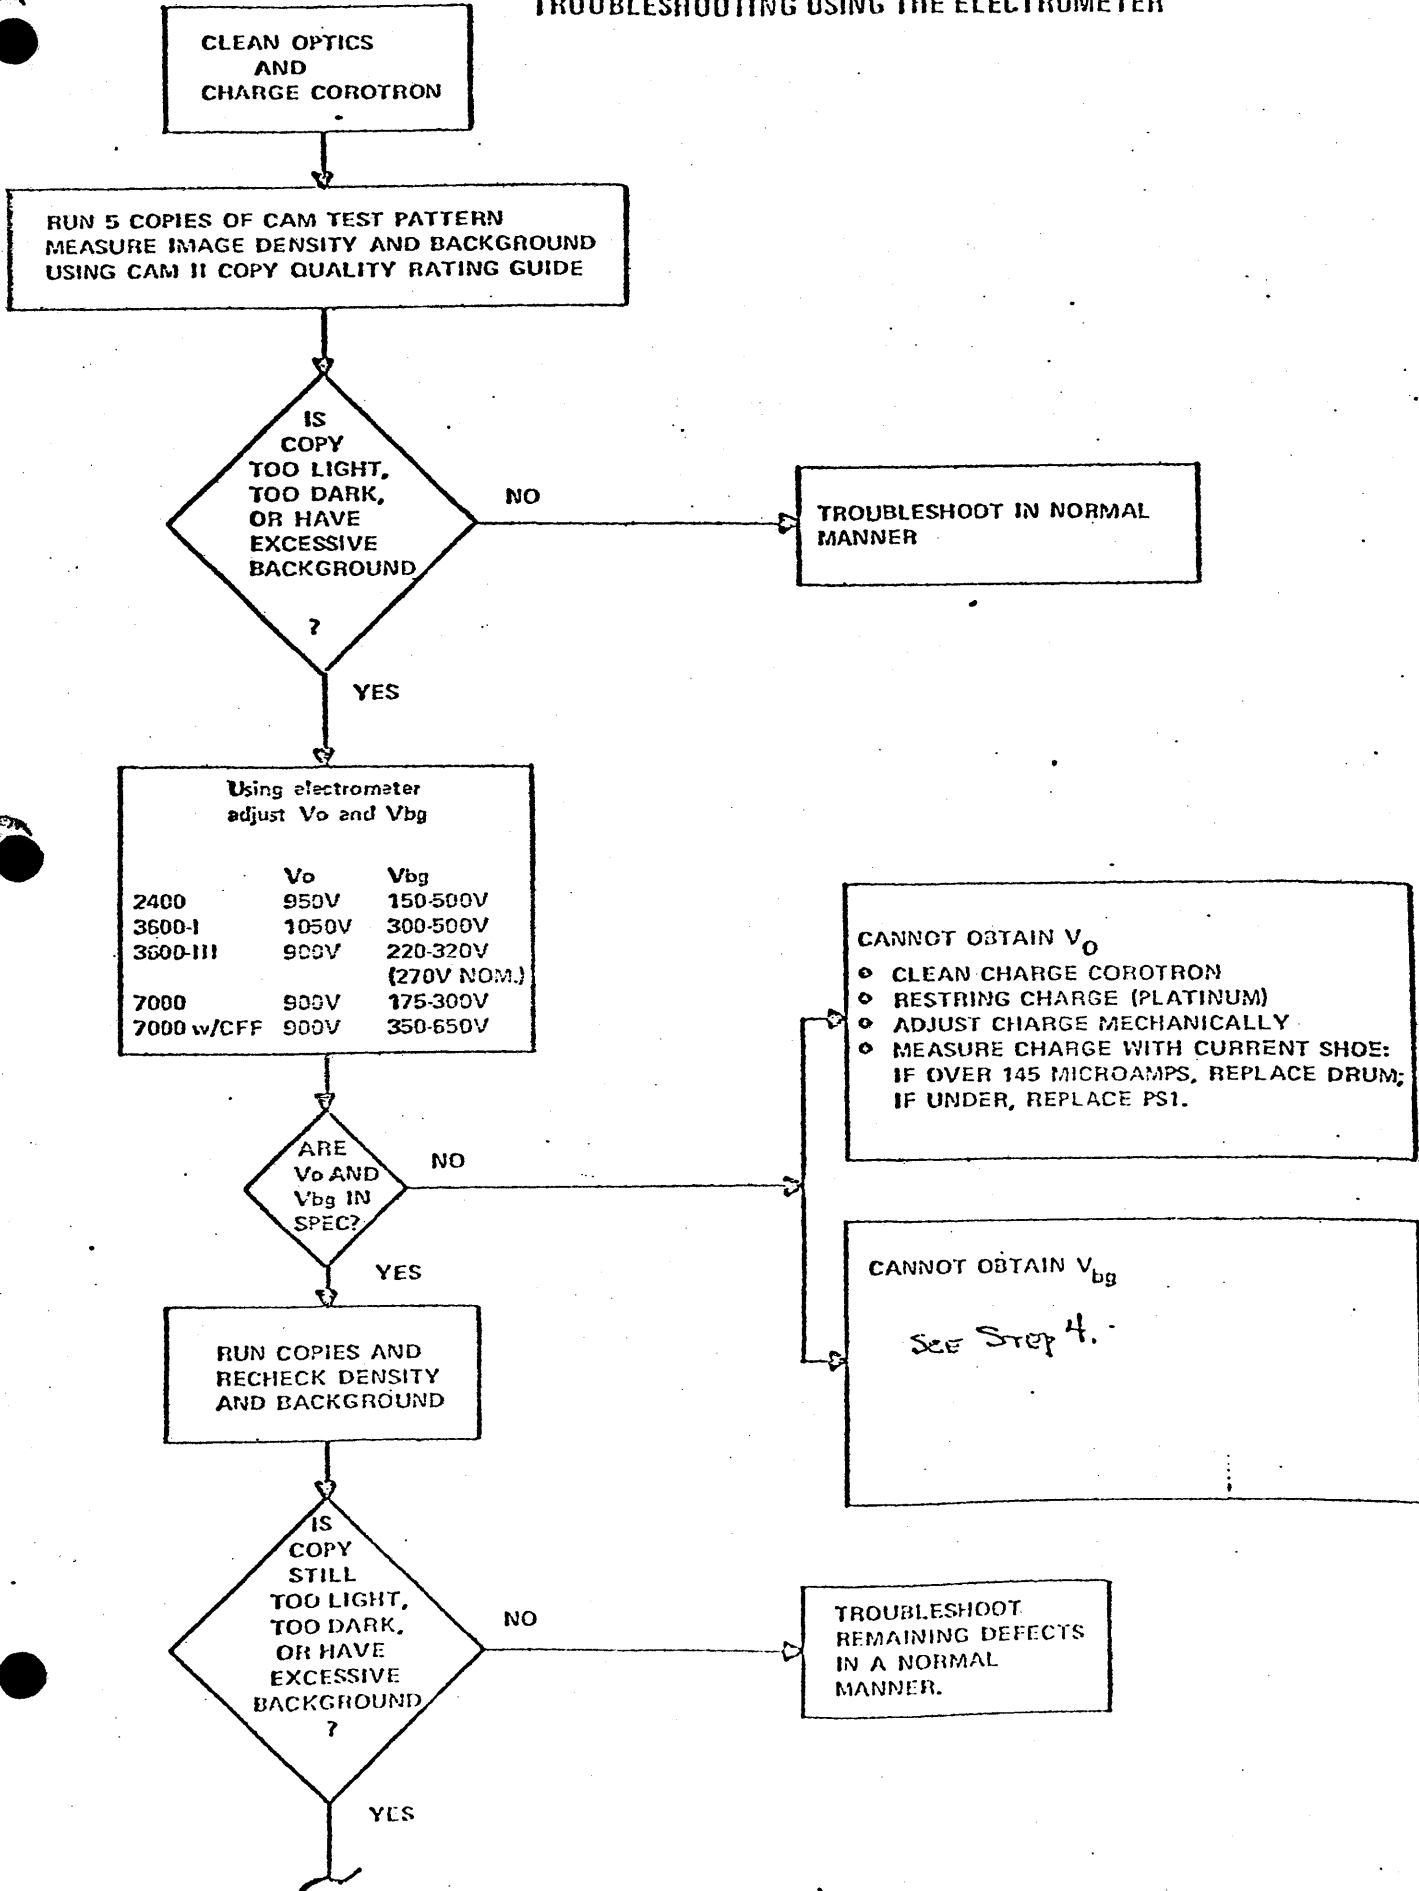 TROUBLESHOOTING USING THE ELECTROMETER
CLEAN OPTICS
AND
CHARGE COROTRON
RUN 5 COPIES OF CAM TEST PATTERN
MEASURE IMAGE DENSITY AND BACKGROUND
USING CAM II COPY QUALITY RATING GUIDE
IS
COPY
TOO LIGHT,
TOO DARK,
OR HAVE
EXCESSIVE
BACKGROUND
?
NO
TROUBLESHOOT IN NORMAL
MANNER
YES
Using electrometer
adjust Vo and Vbg
Vo Vbg
2400 950V 150-500V
3600-I 1050V 300-500V
3600-III 900V 220-320V
(270V NOM.)
7000 900V 175-300V
7000 w/CFF 900V 350-650V
CANNOT OBTAIN VO
o CLEAN CHARGE COROTRON
o RESTRING CHARGE (PLATINUM)
o ADJUST CHARGE MECHANICALLY
o MEASURE CHARGE WITH CURRENT SHOE:
IF OVER 145 MICROAMPS, REPLACE DRUM;
IF UNDER, REPLACE PS1.
ARE
Vo AND
Vbg IN
SPEC?
NO
YES
CANNOT OBTAIN Vbg
SEE STEP 4.
RUN COPIES AND
RECHECK DENSITY
AND BACKGROUND
IS
COPY
STILL
TOO LIGHT,
TOO DARK,
OR HAVE
EXCESSIVE
BACKGROUND
?
NO
TROUBLESHOOT
REMAINING DEFECTS
IN A NORMAL
MANNER.
YES